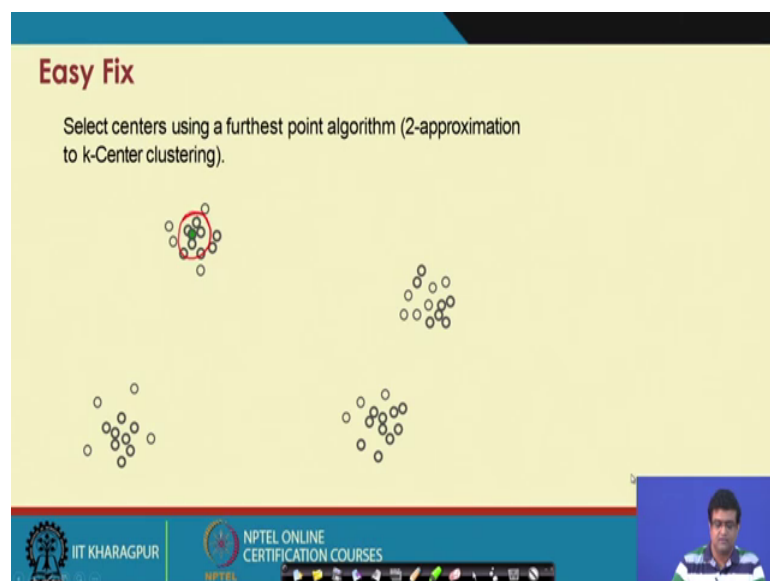 Easy Fix
Select centers using a furthest point algorithm (2-approximation
to k-Center clustering).
IIT KHARAGPUR
NPTEL ONLINE
CERTIFICATION COURSES
NPTEL